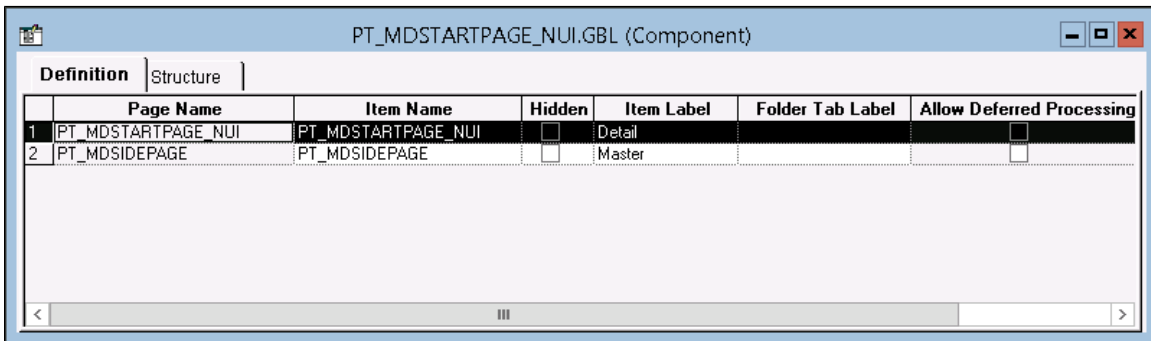 PT_MDSTARTPAGE_NUI.GBL (Component)
Definition Structure
Page Name Item Name Hidden Item Label Folder Tab Label Allow Deferred Processing
1 PT_MDSTARTPAGE_NUI PT_MDSTARTPAGE_NUI Detail
2 PT_MDSIDEPAGE PT_MDSIDEPAGE Master